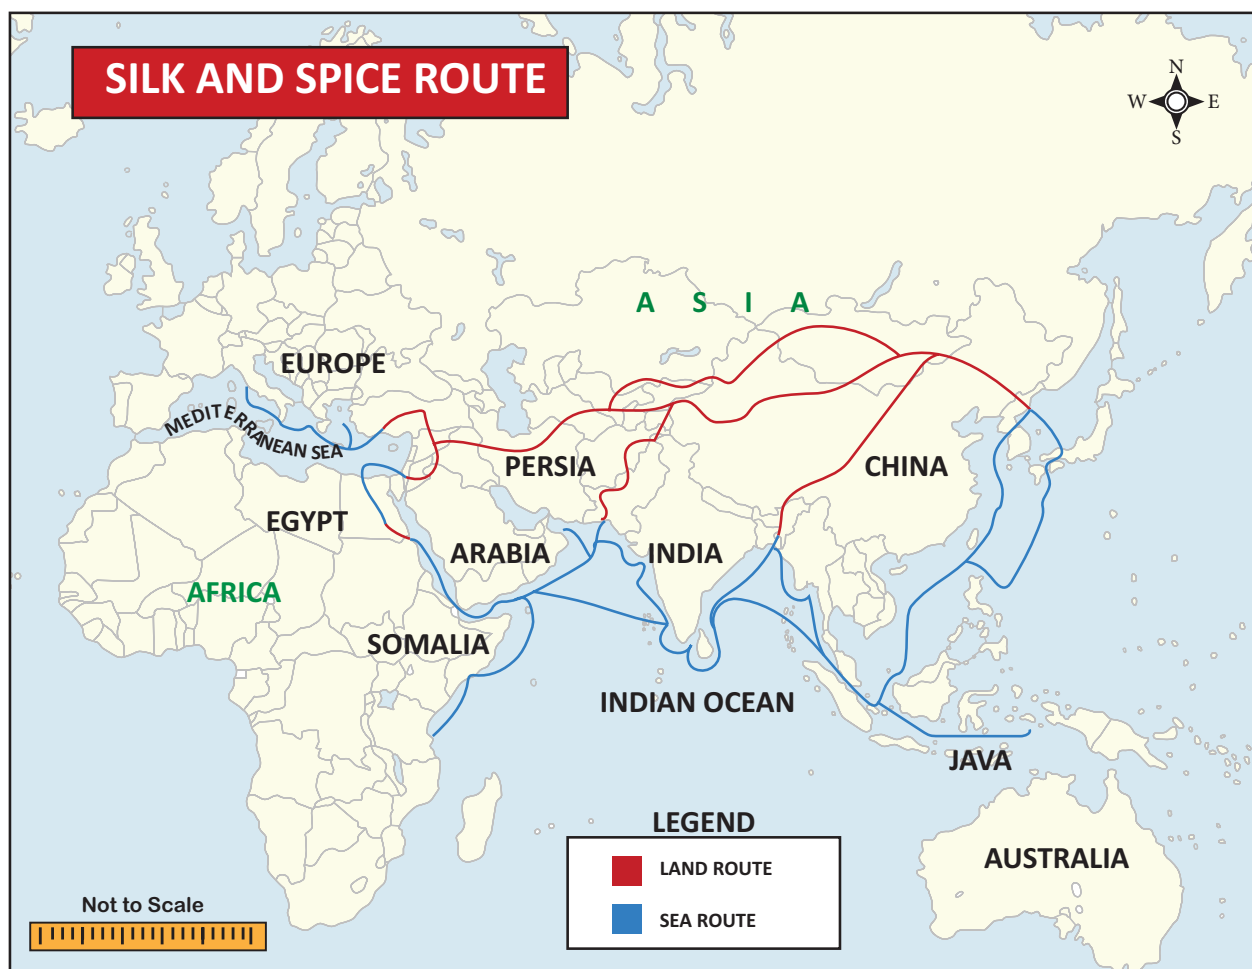 SILK AND SPICE ROUTE
N
W E
S
A S I A
EUROPE
MEDITERRANEAN SEA
PERSIA
CHINA
EGYPT
ARABIA
INDIA
AFRICA
SOMALIA
INDIAN OCEAN
JAVA
LEGEND
LAND ROUTE
SEA ROUTE
AUSTRALIA
Not to Scale